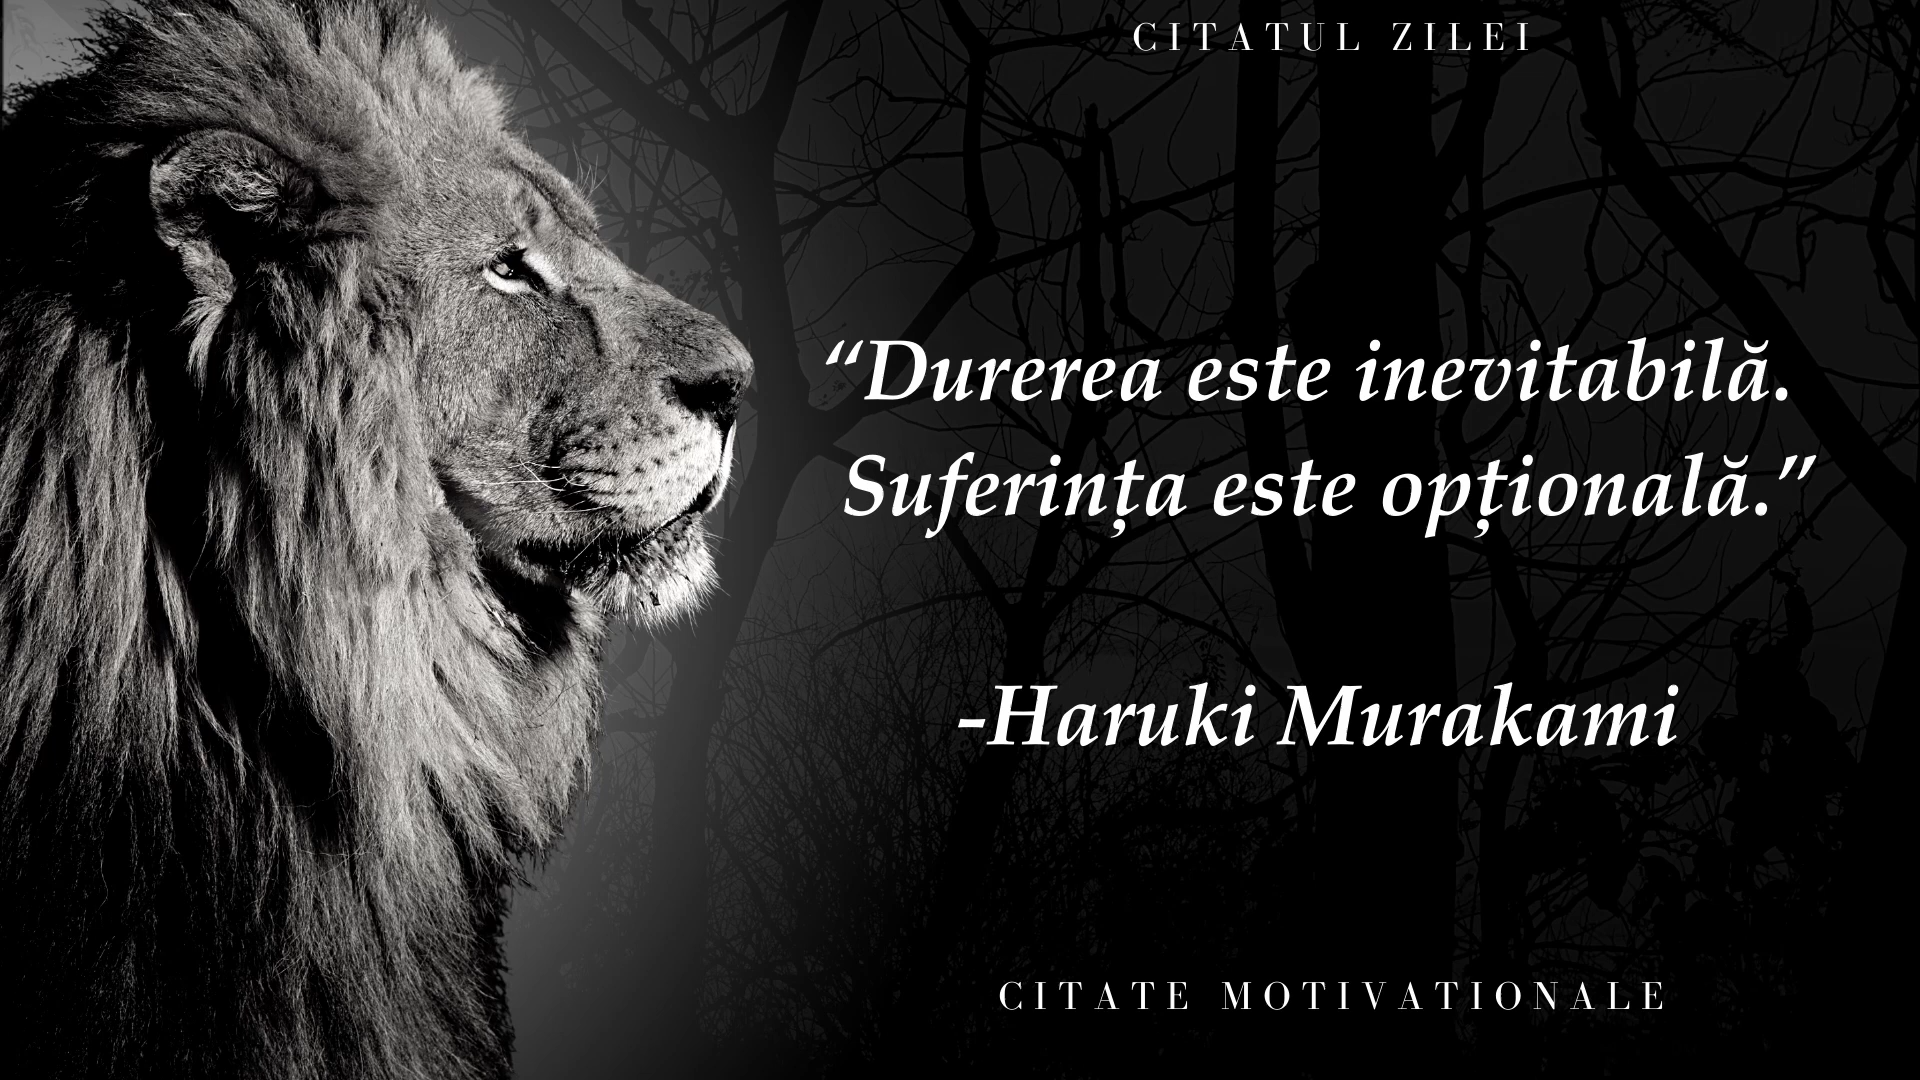 CITATUL ZILEI
“Durerea este inevitabilă.
Suferința este opțională.”
-Haruki Murakami
CITATE MOTIVATIONALE